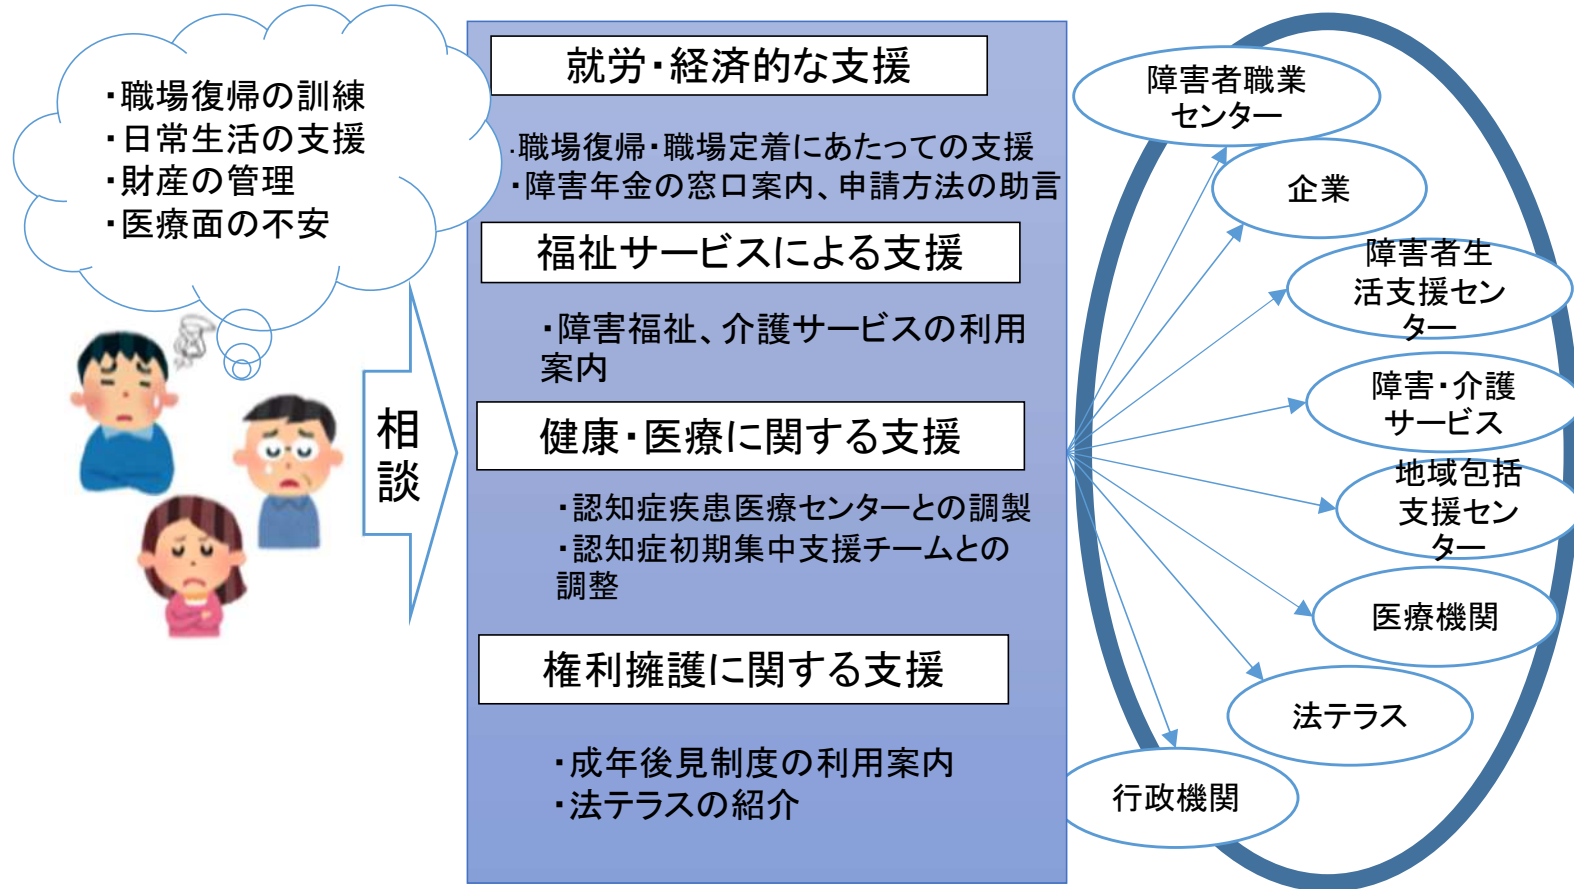 ・職場復帰の訓練
・日常生活の支援
・財産の管理
・医療面の不安
相
談
就労・経済的な支援
・職場復帰・職場定着にあたっての支援
・障害年金の窓口案内、申請方法の助言
福祉サービスによる支援
・障害福祉、介護サービスの利用
案内
健康・医療に関する支援
・認知症疾患医療センターとの調製
・認知症初期集中支援チームとの
調整
権利擁護に関する支援
・成年後見制度の利用案内
・法テラスの紹介
障害者職業
センター
企業
障害者生
活支援セン
ター
障害・介護
サービス
地域包括
支援セン
ター
医療機関
法テラス
行政機関